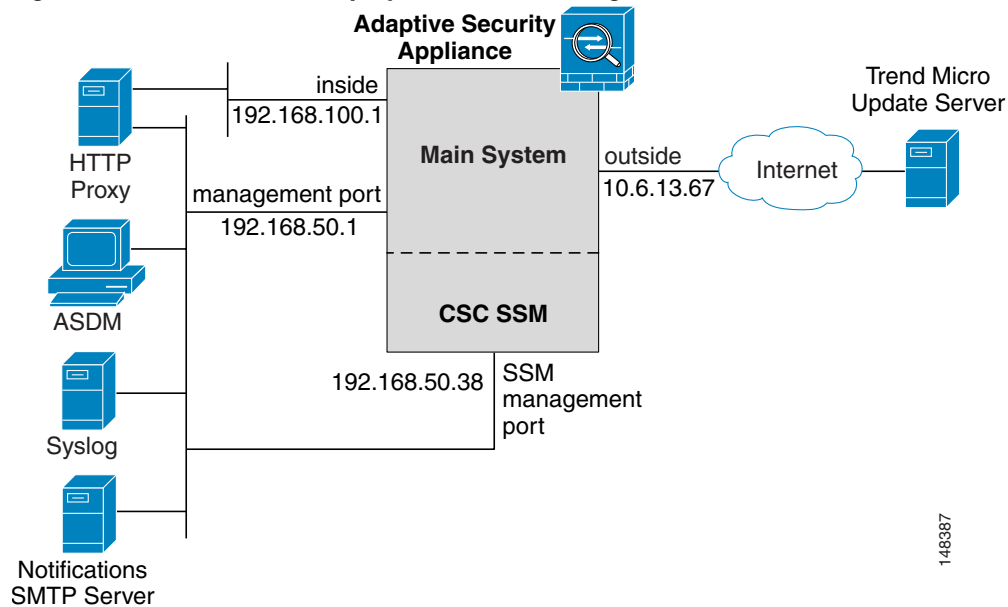 Adaptive Security
Appliance
Trend Micro
Update Server
inside
192.168.100.1
HTTP
Proxy
Main System
outside
10.6.13.67
Internet
management port
192.168.50.1
ASDM
CSC SSM
192.168.50.38
SSM
management
port
Syslog
Notifications
SMTP Server
148387